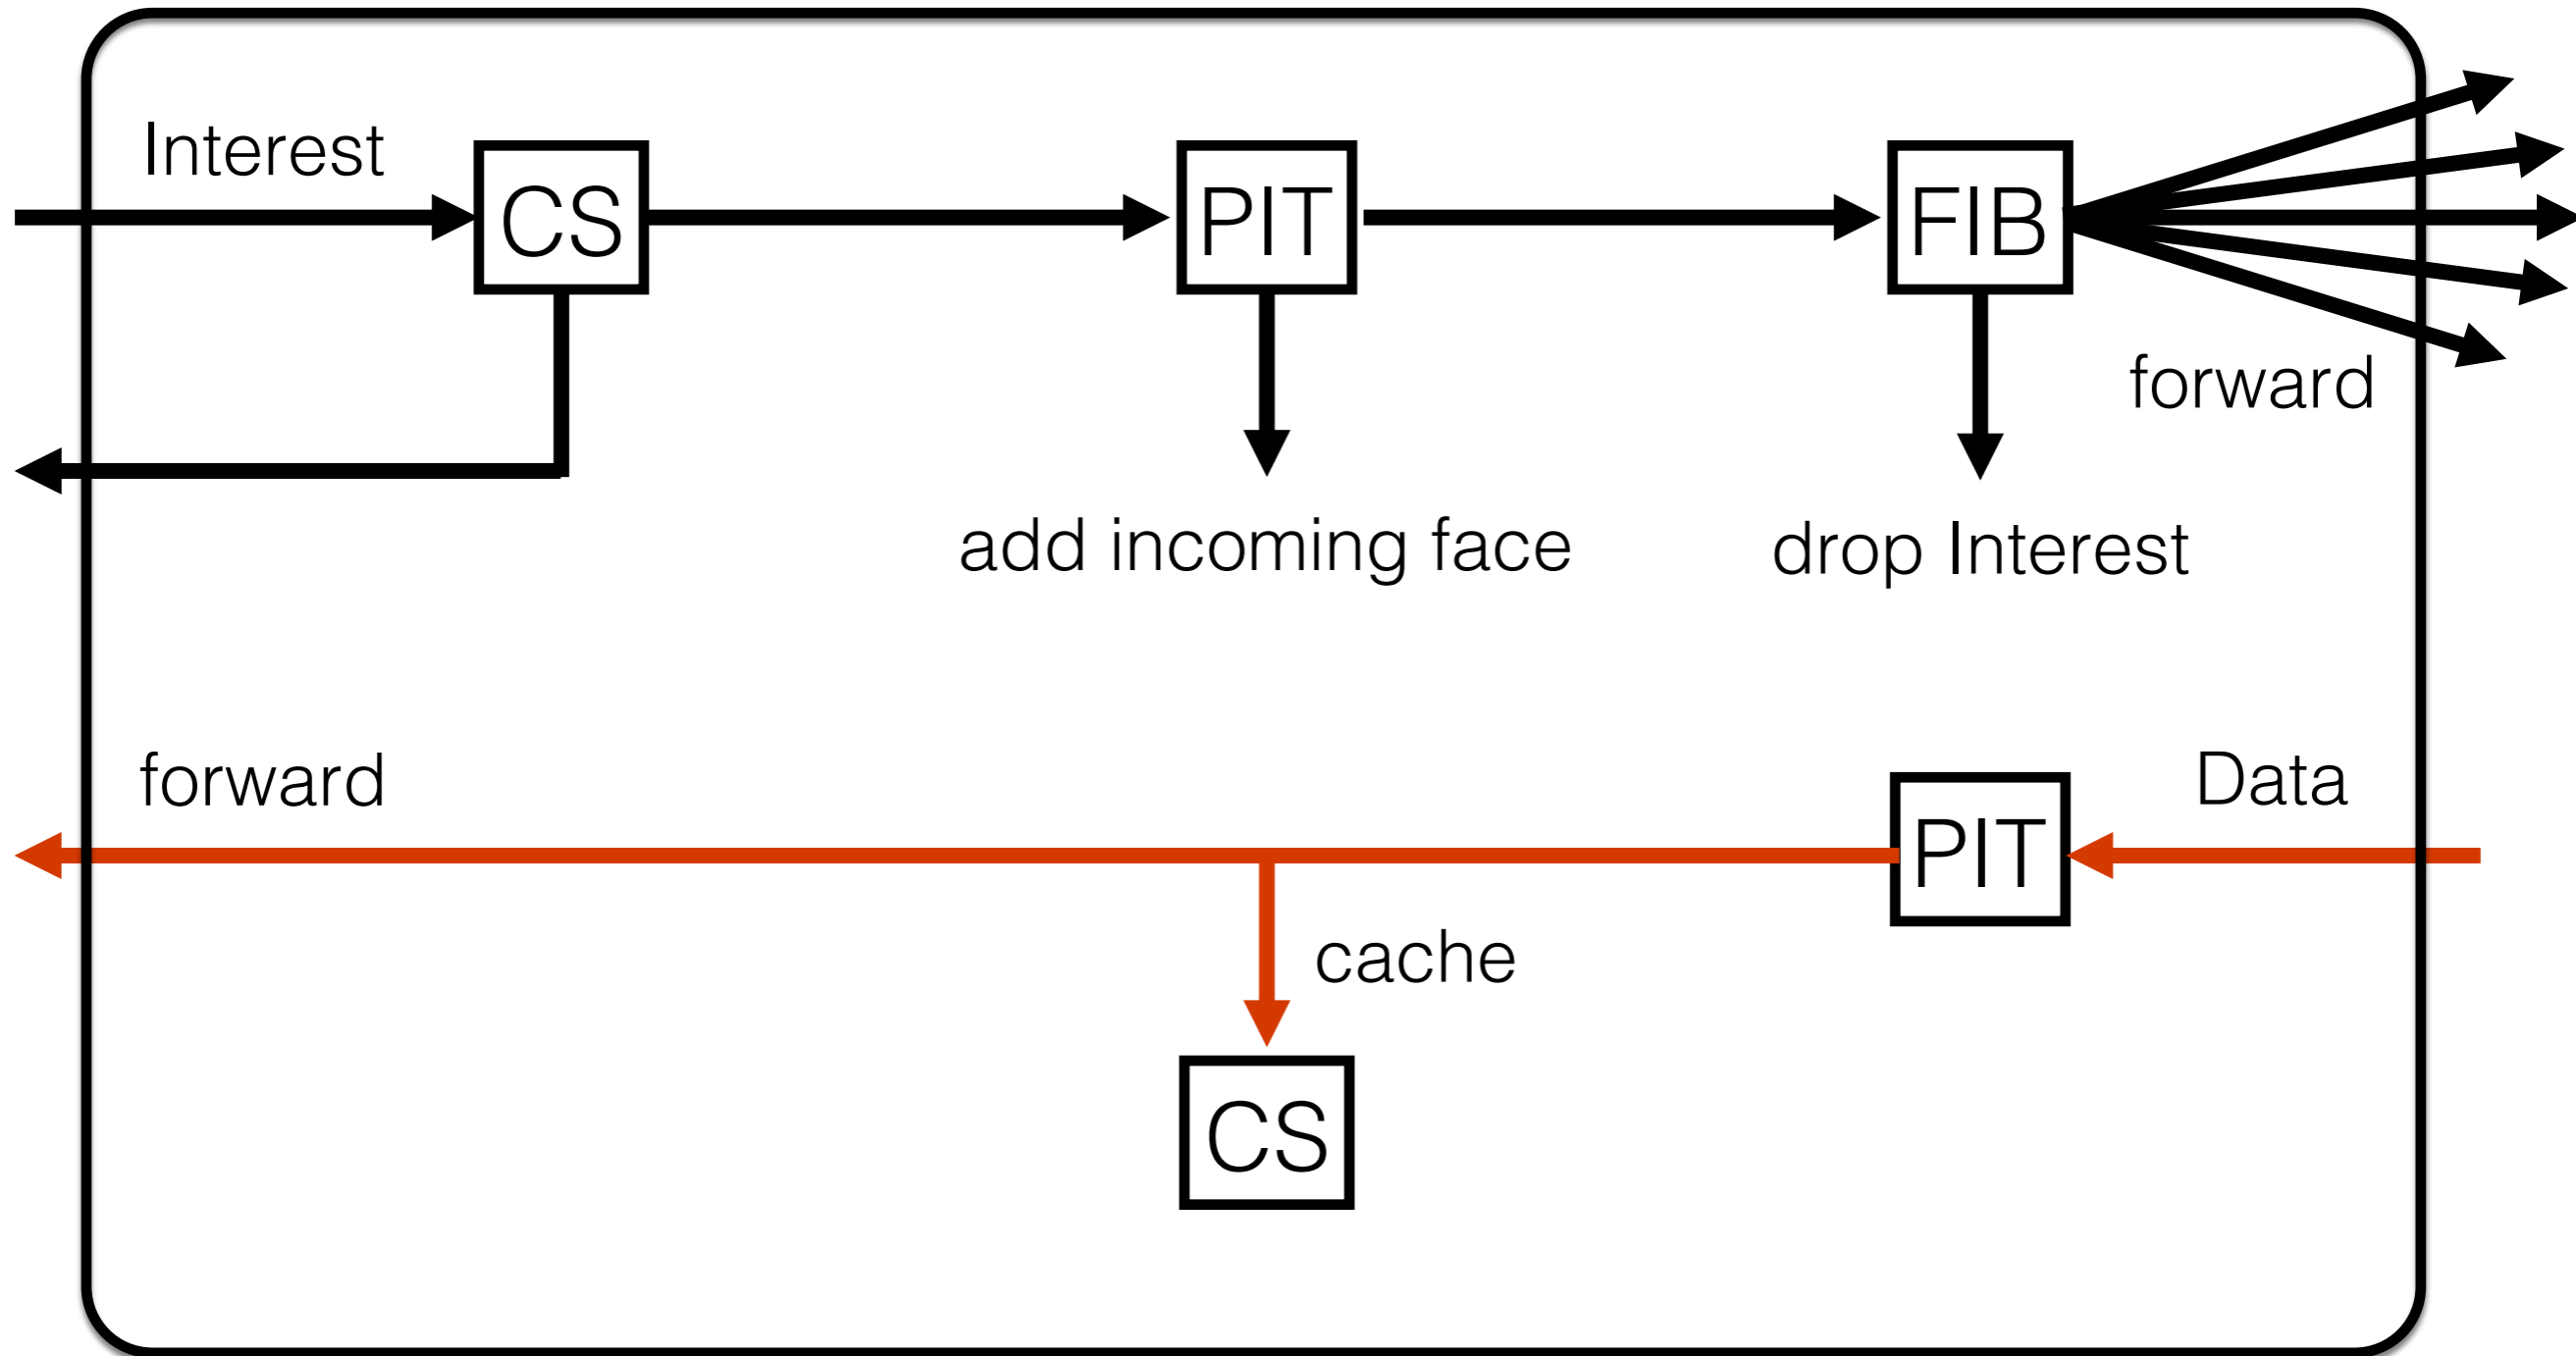 Interest
CS
PIT
FIB
forward
add incoming face
drop Interest
forward
Data
PIT
cache
CS